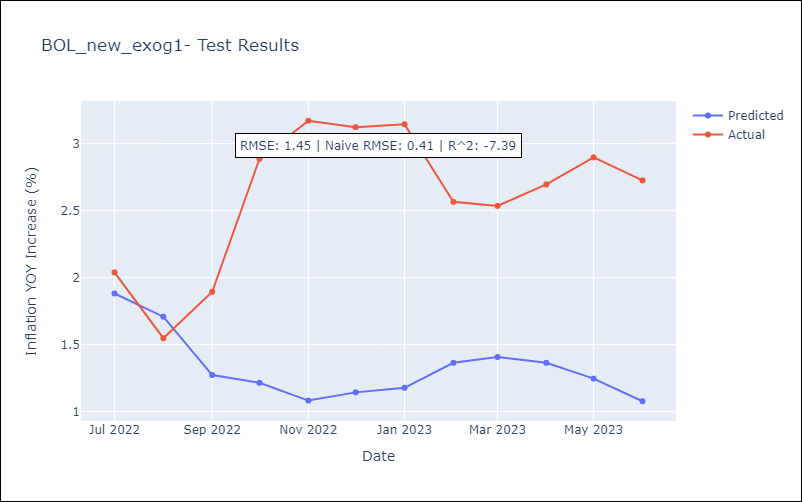 BOL_new_exog1- Test Results
Predicted
Actual
RMSE: 1.45 | Naive RMSE: 0.41 | R^2: -7.39
Inflation YOY Increase (%)
3
2.5
2
1.5
1
Jul 2022 Sep 2022 Nov 2022 Jan 2023 Mar 2023 May 2023
Date